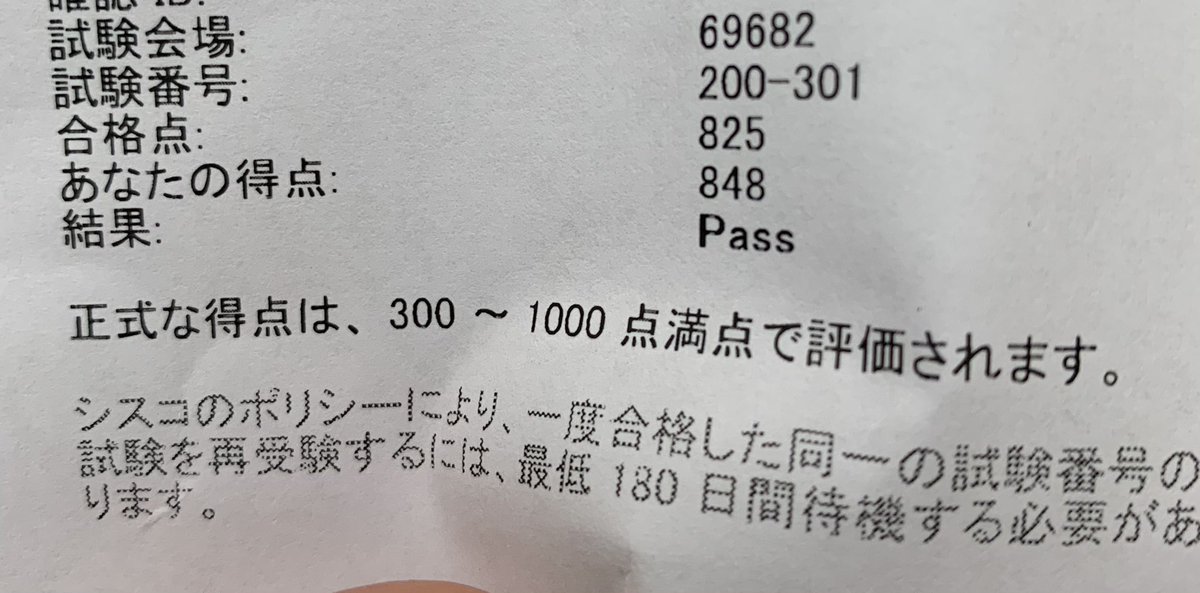 確認 ID:
試験会場: 69682
試験番号: 200-301
合格点: 825
あなたの得点: 848
結果: Pass
正式な得点は、300 ~ 1000 点満点で評価されます。
シスコのポリシーにより、一度合格した同一の試験番号の
試験を再受験するには、最低 180 日間待機する必要があ
ります。